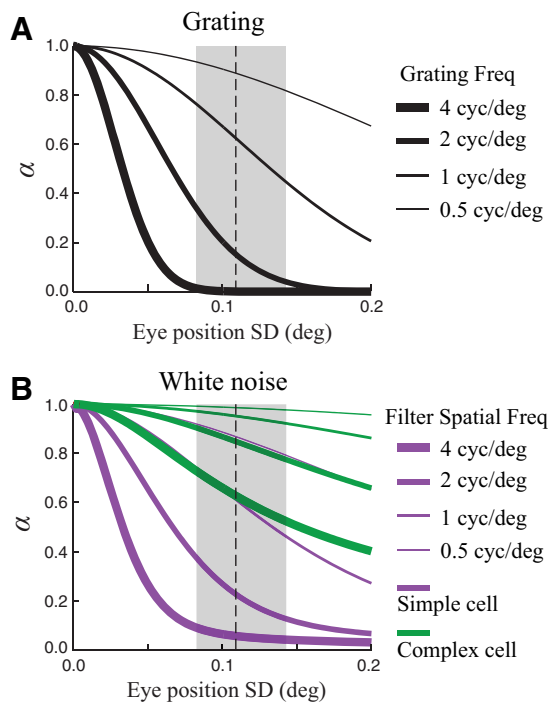 A
Grating
1.0
0.8
0.6
0.4
0.2
0.0
α
0.0
0.1
0.2
Eye position SD (deg)
Grating Freq
4 cyc/deg
2 cyc/deg
1 cyc/deg
0.5 cyc/deg
B
White noise
1.0
0.8
0.6
0.4
0.2
0.0
α
0.0
0.1
0.2
Eye position SD (deg)
Filter Spatial Freq
4 cyc/deg
2 cyc/deg
1 cyc/deg
0.5 cyc/deg
Simple cell
Complex cell